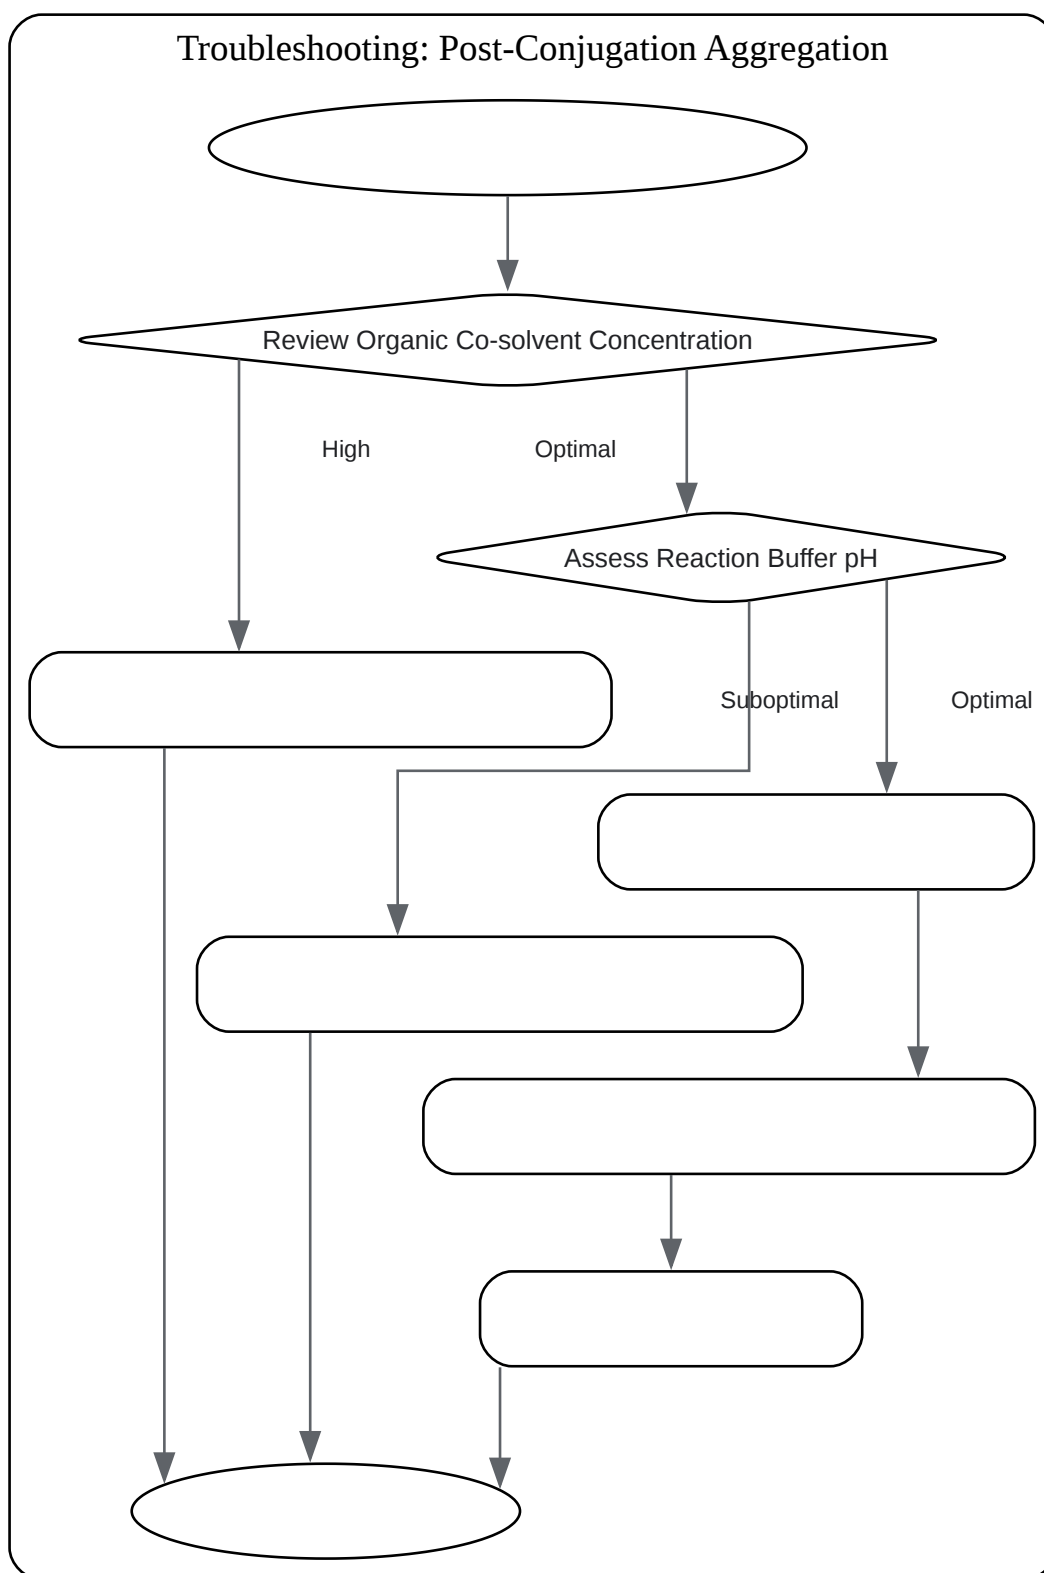 Troubleshooting: Post-Conjugation Aggregation
Review Organic Co-solvent Concentration
High
Optimal
Assess Reaction Buffer pH
Suboptimal
Optimal